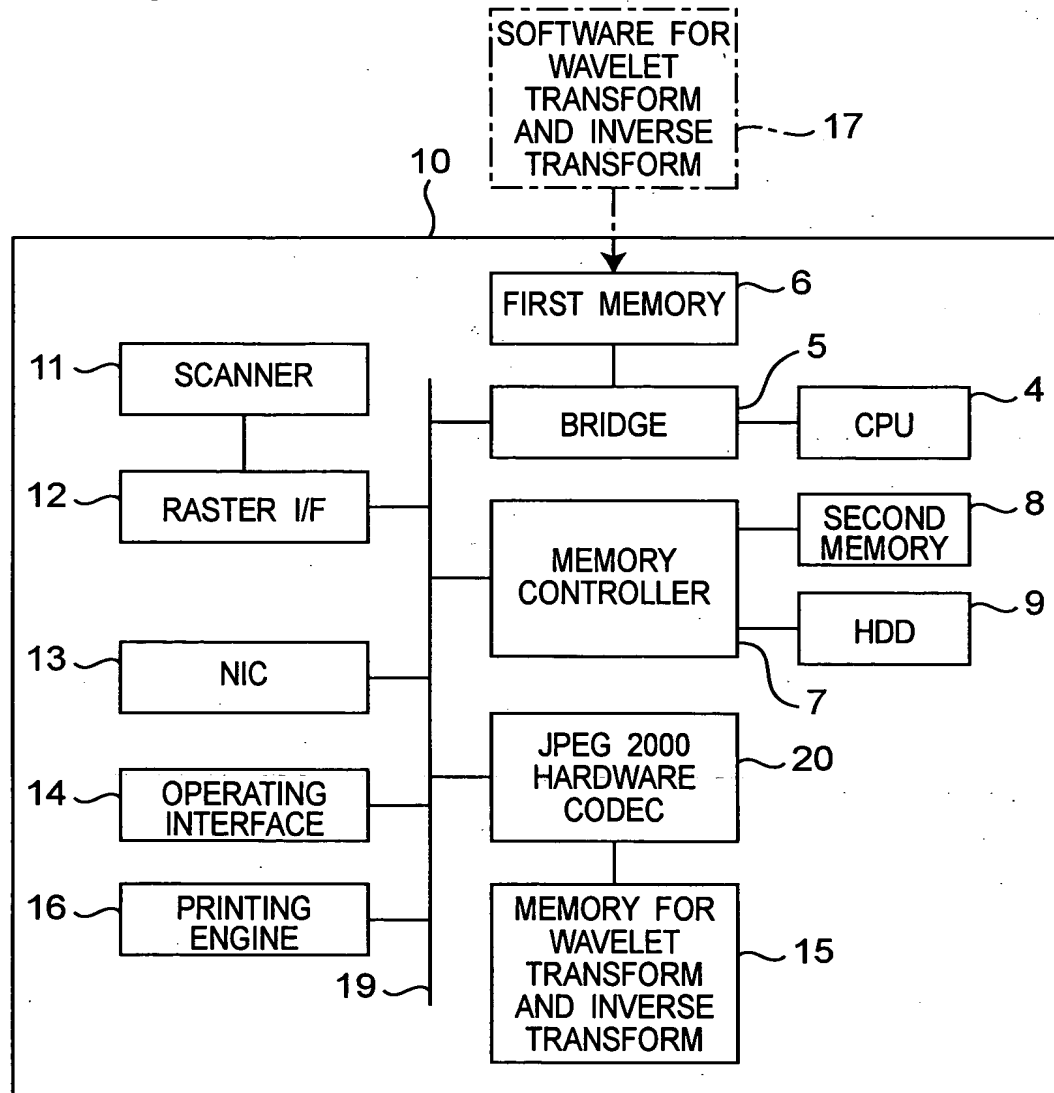 SOFTWARE FOR
WAVELET
TRANSFORM
AND INVERSE
TRANSFORM
17
10
FIRST MEMORY
6
11
SCANNER
5
BRIDGE
4
CPU
12
RASTER I/F
MEMORY
CONTROLLER
8
SECOND
MEMORY
9
HDD
13
NIC
7
JPEG 2000
HARDWARE
CODEC
20
14
OPERATING
INTERFACE
16
PRINTING
ENGINE
MEMORY FOR
WAVELET
TRANSFORM
AND INVERSE
TRANSFORM
15
19